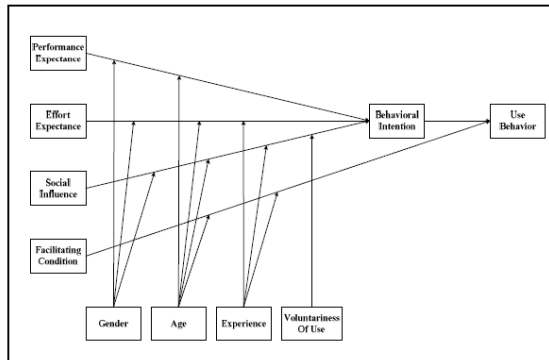 Performance
Expectance
Effort
Expectance
Behavioral
Intention
Use
Behavior
Social
Influence
Facilitating
Condition
Gender
Age
Experience
Voluntariness
Of Use